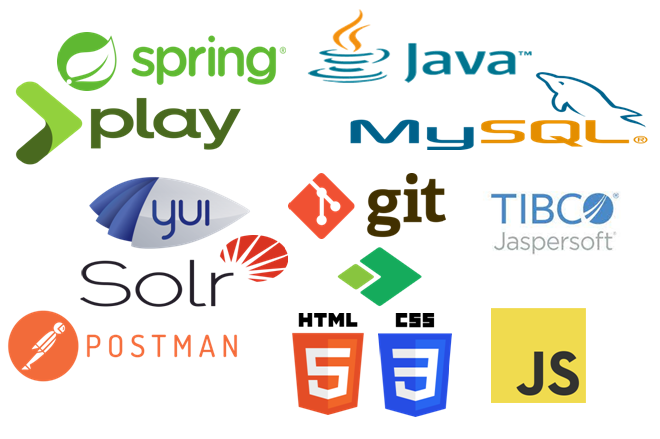 spring®
Java™
play
MySQL®
yui
git
TIBCO®
Jaspersoft®
Solr
POSTMAN
HTML
5
CSS
3
JS